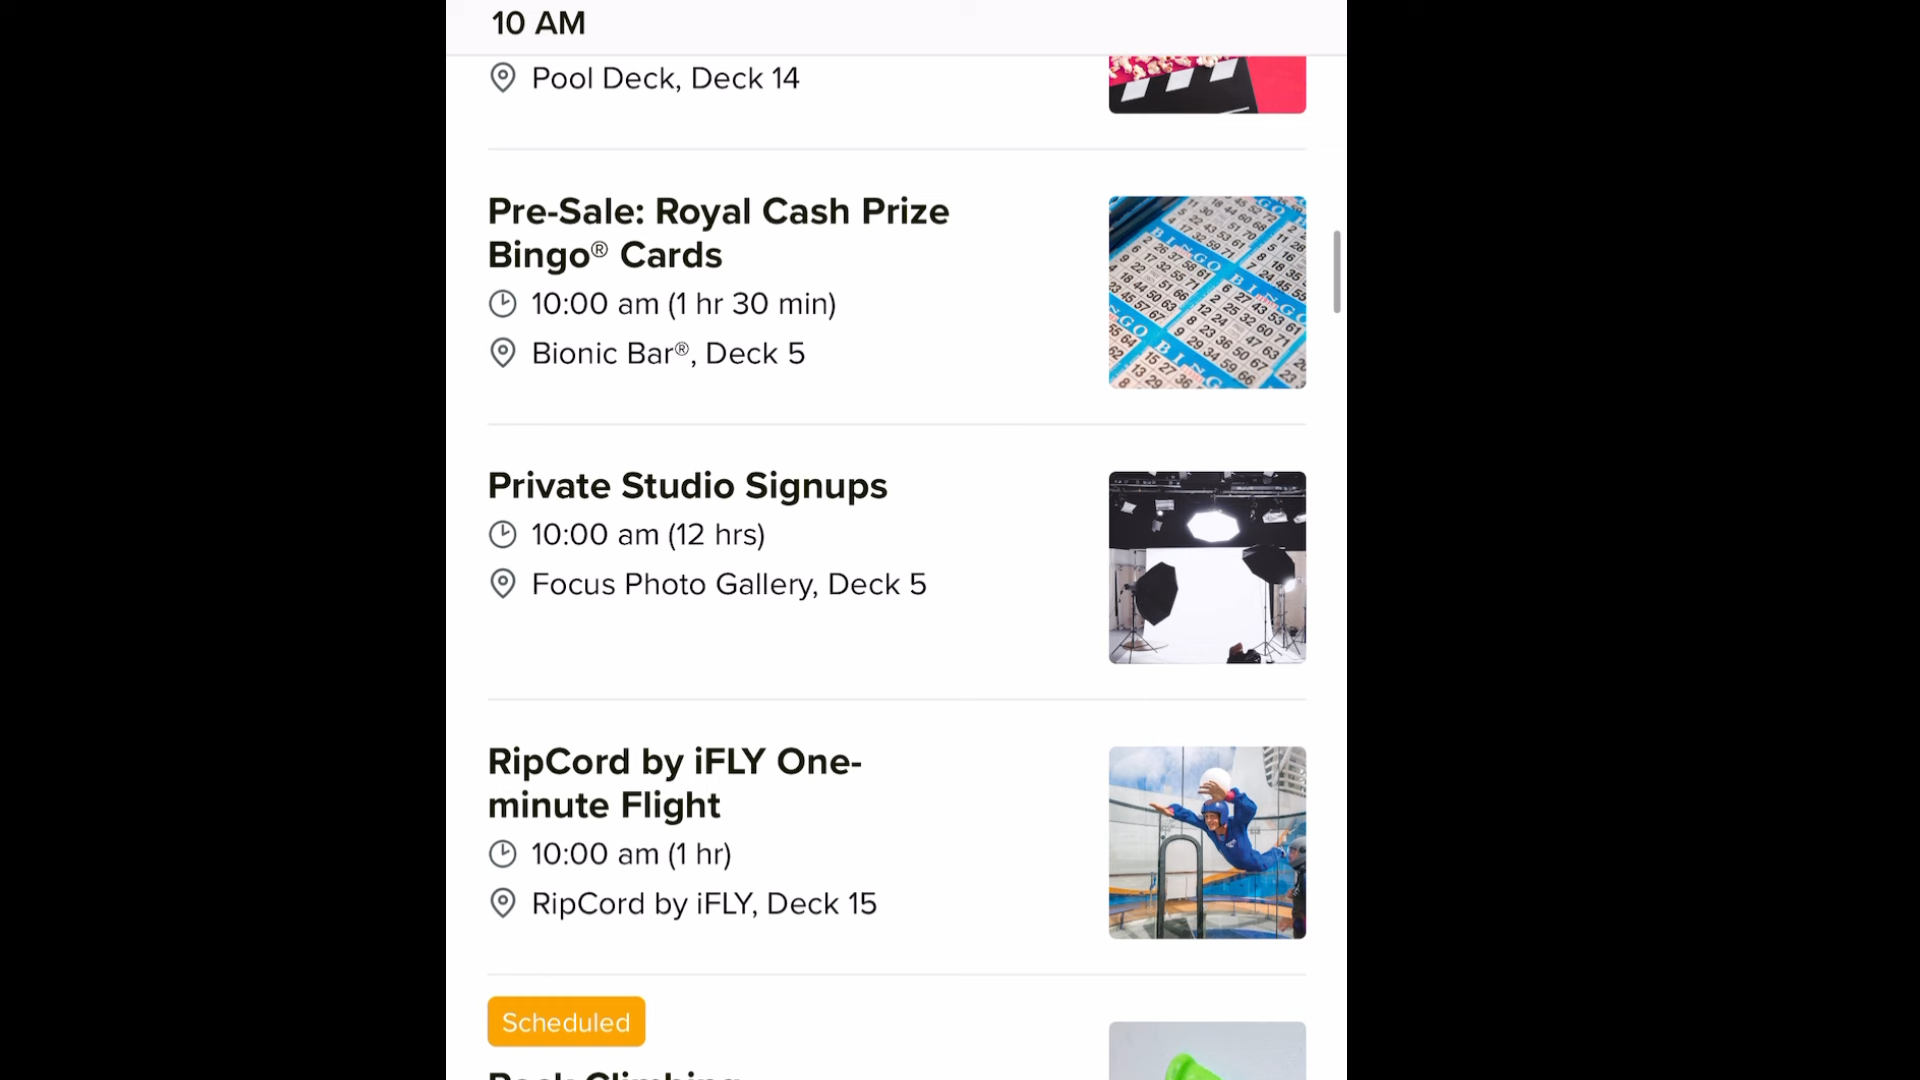 10 AM
Pool Deck, Deck 14
Pre-Sale: Royal Cash Prize
Bingo® Cards
10:00 am (1 hr 30 min)
Bionic Bar®, Deck 5
Private Studio Signups
10:00 am (12 hrs)
Focus Photo Gallery, Deck 5
RipCord by iFLY One-
minute Flight
10:00 am (1 hr)
RipCord by iFLY, Deck 15
Scheduled
Rock Climbing